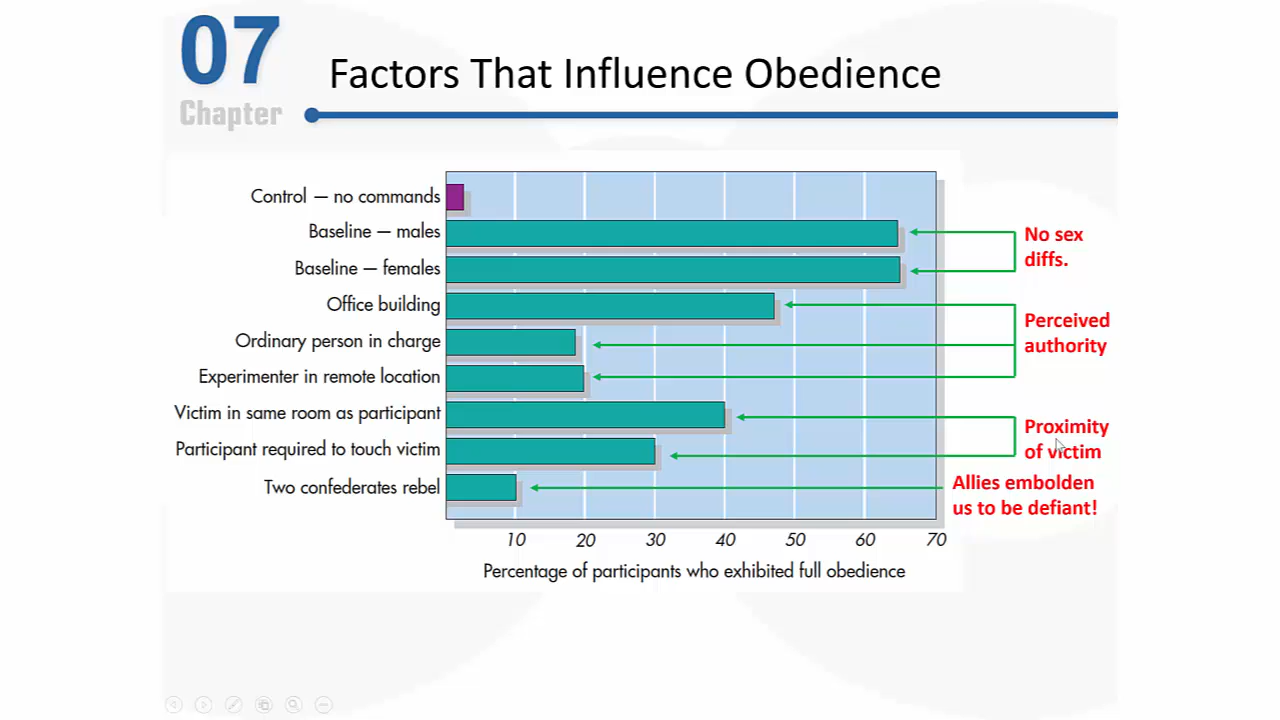 07
Chapter
Factors That Influence Obedience
Control — no commands
Baseline — males
Baseline — females
Office building
Ordinary person in charge
Experimenter in remote location
Victim in same room as participant
Participant required to touch victim
Two confederates rebel
No sex
diffs.
Perceived
authority
Proximity
of victim
Allies embolden
us to be defiant!
10 20 30 40 50 60 70
Percentage of participants who exhibited full obedience